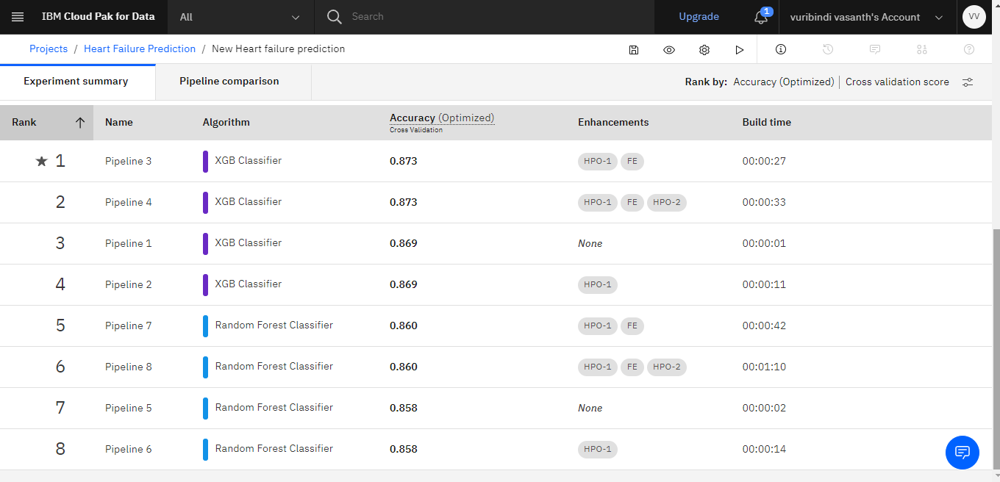 IBM Cloud Pak for Data All Search Upgrade 1 vuribindi vasanth's Account VV
Projects / Heart Failure Prediction / New Heart failure prediction
Experiment summary Pipeline comparison Rank by: Accuracy (Optimized) | Cross validation score
Rank Name Algorithm Accuracy (Optimized) Enhancements Build time
Cross Validation
★ 1 Pipeline 3 XGB Classifier 0.873 HPO-1 FE 00:00:27
2 Pipeline 4 XGB Classifier 0.873 HPO-1 FE HPO-2 00:00:33
3 Pipeline 1 XGB Classifier 0.869 None 00:00:01
4 Pipeline 2 XGB Classifier 0.869 HPO-1 00:00:11
5 Pipeline 7 Random Forest Classifier 0.860 HPO-1 FE 00:00:42
6 Pipeline 8 Random Forest Classifier 0.860 HPO-1 FE HPO-2 00:01:10
7 Pipeline 5 Random Forest Classifier 0.858 None 00:00:02
8 Pipeline 6 Random Forest Classifier 0.858 HPO-1 00:00:14